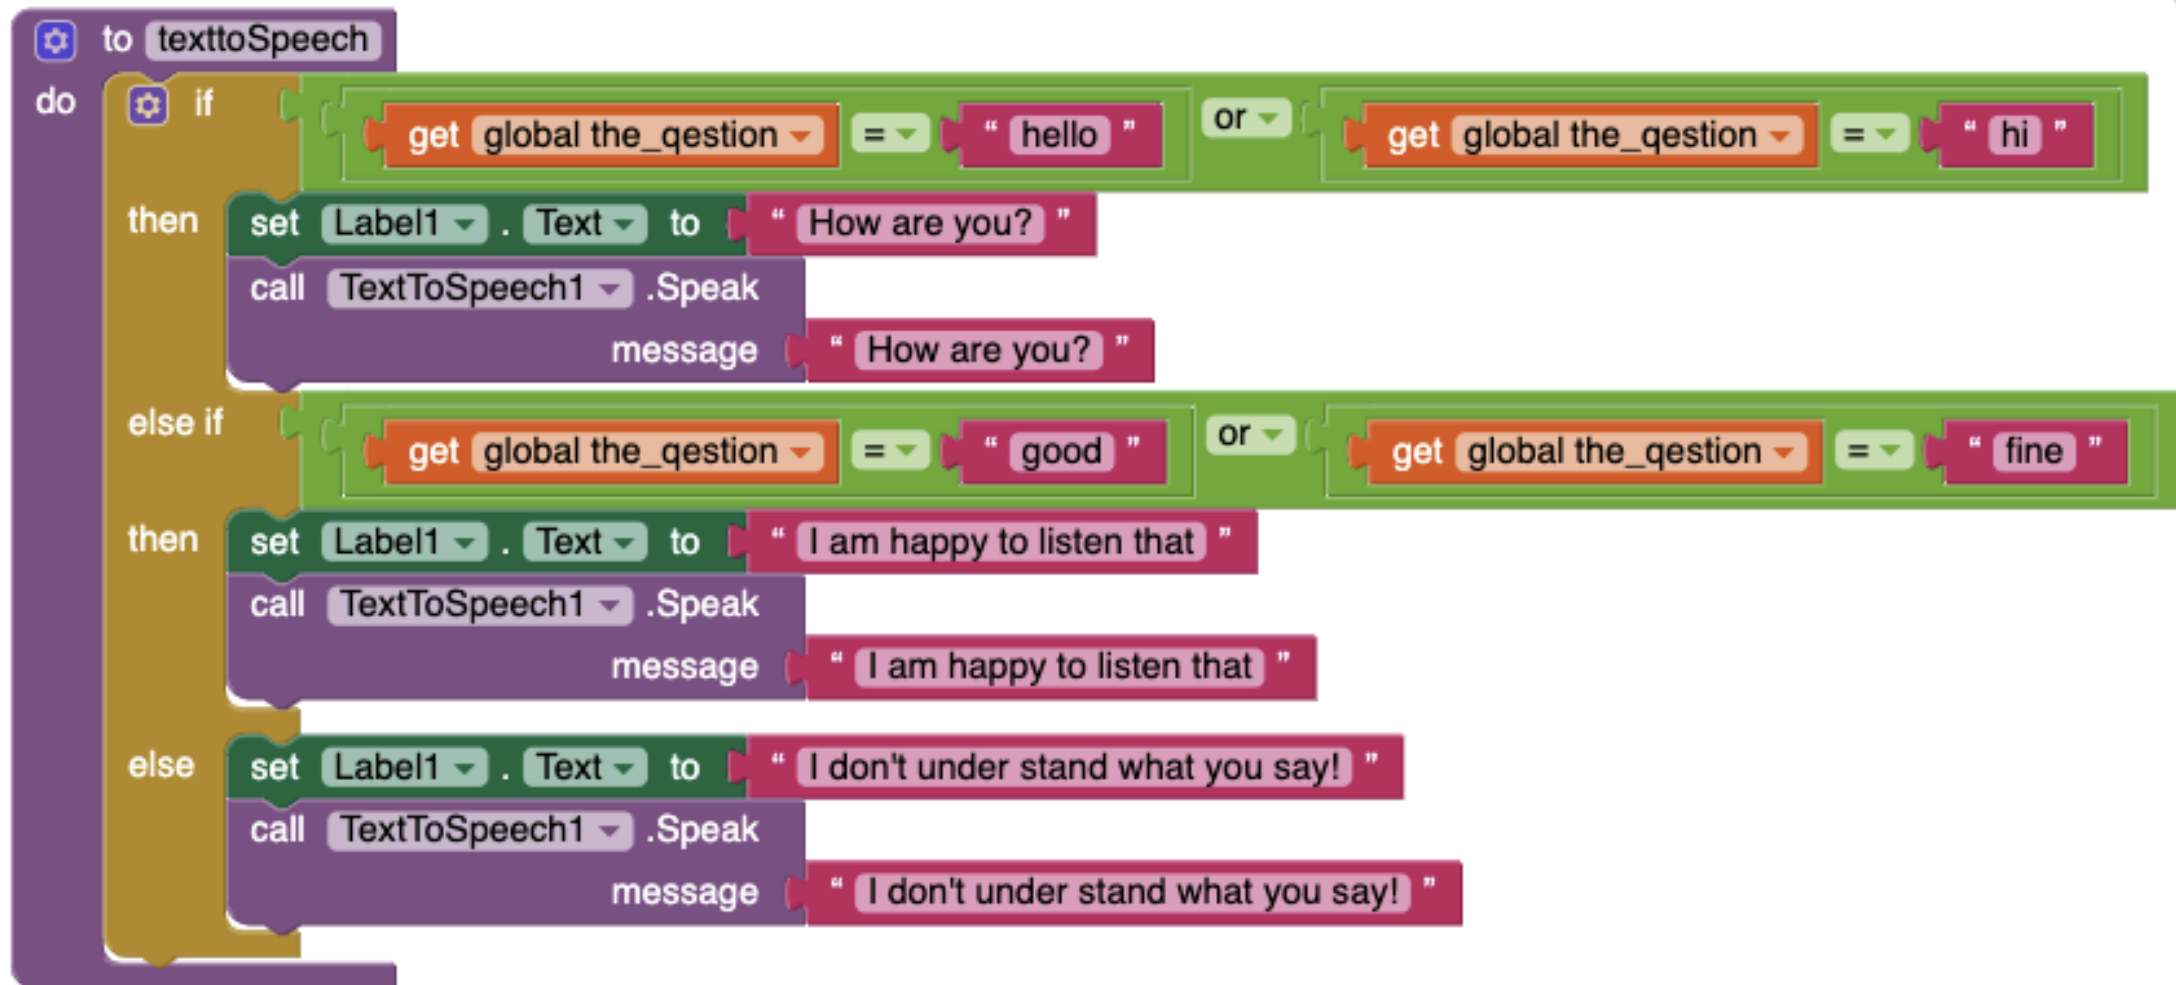 to texttoSpeech
do if get global the_qestion = " hello " or get global the_qestion = " hi "
then set Label1 . Text to " How are you? "
call TextToSpeech1 .Speak
message " How are you? "
else if get global the_qestion = " good " or get global the_qestion = " fine "
then set Label1 . Text to " I am happy to listen that "
call TextToSpeech1 .Speak
message " I am happy to listen that "
else set Label1 . Text to " I don't under stand what you say! "
call TextToSpeech1 .Speak
message " I don't under stand what you say! "